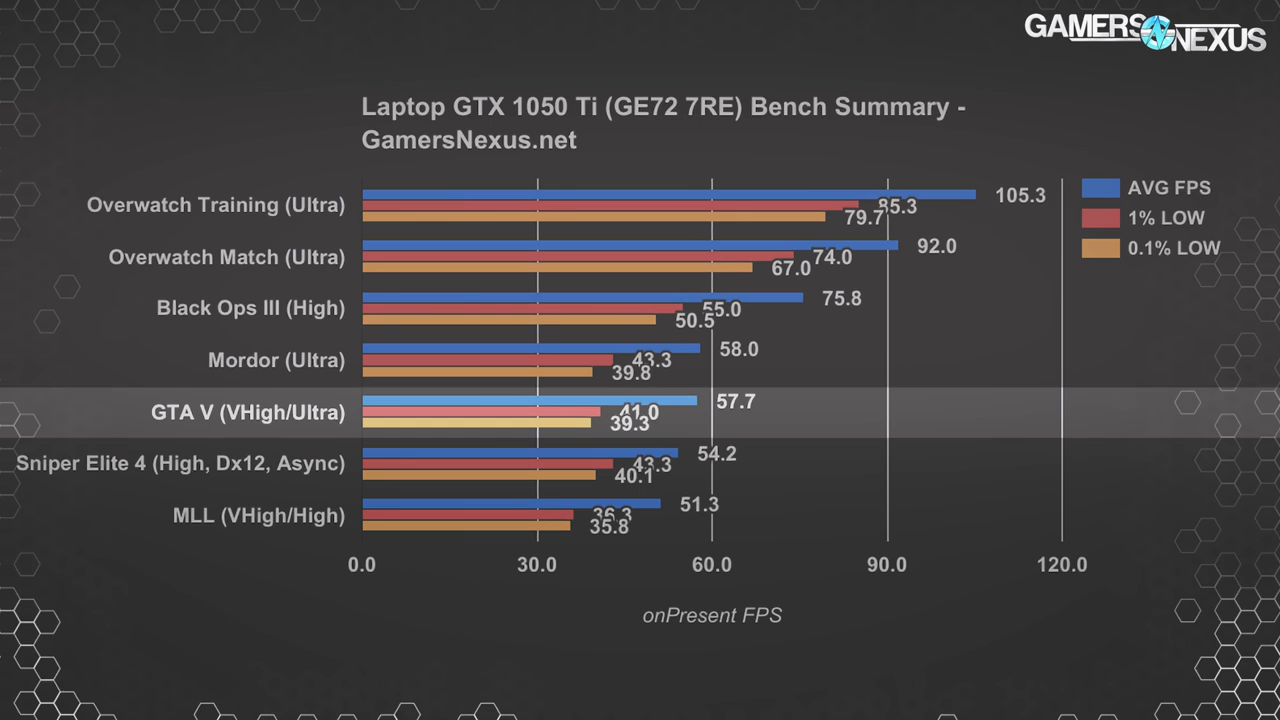 GAMERS NEXUS
Laptop GTX 1050 Ti (GE72 7RE) Bench Summary -
GamersNexus.net
AVG FPS
1% LOW
0.1% LOW
Overwatch Training (Ultra)
105.3
85.3
79.7
Overwatch Match (Ultra)
92.0
74.0
67.0
Black Ops III (High)
75.8
55.0
50.5
Mordor (Ultra)
58.0
43.3
39.8
GTA V (VHigh/Ultra)
57.7
41.0
39.3
Sniper Elite 4 (High, Dx12, Async)
54.2
43.3
40.1
MLL (VHigh/High)
51.3
36.3
35.8
0.0 30.0 60.0 90.0 120.0
onPresent FPS